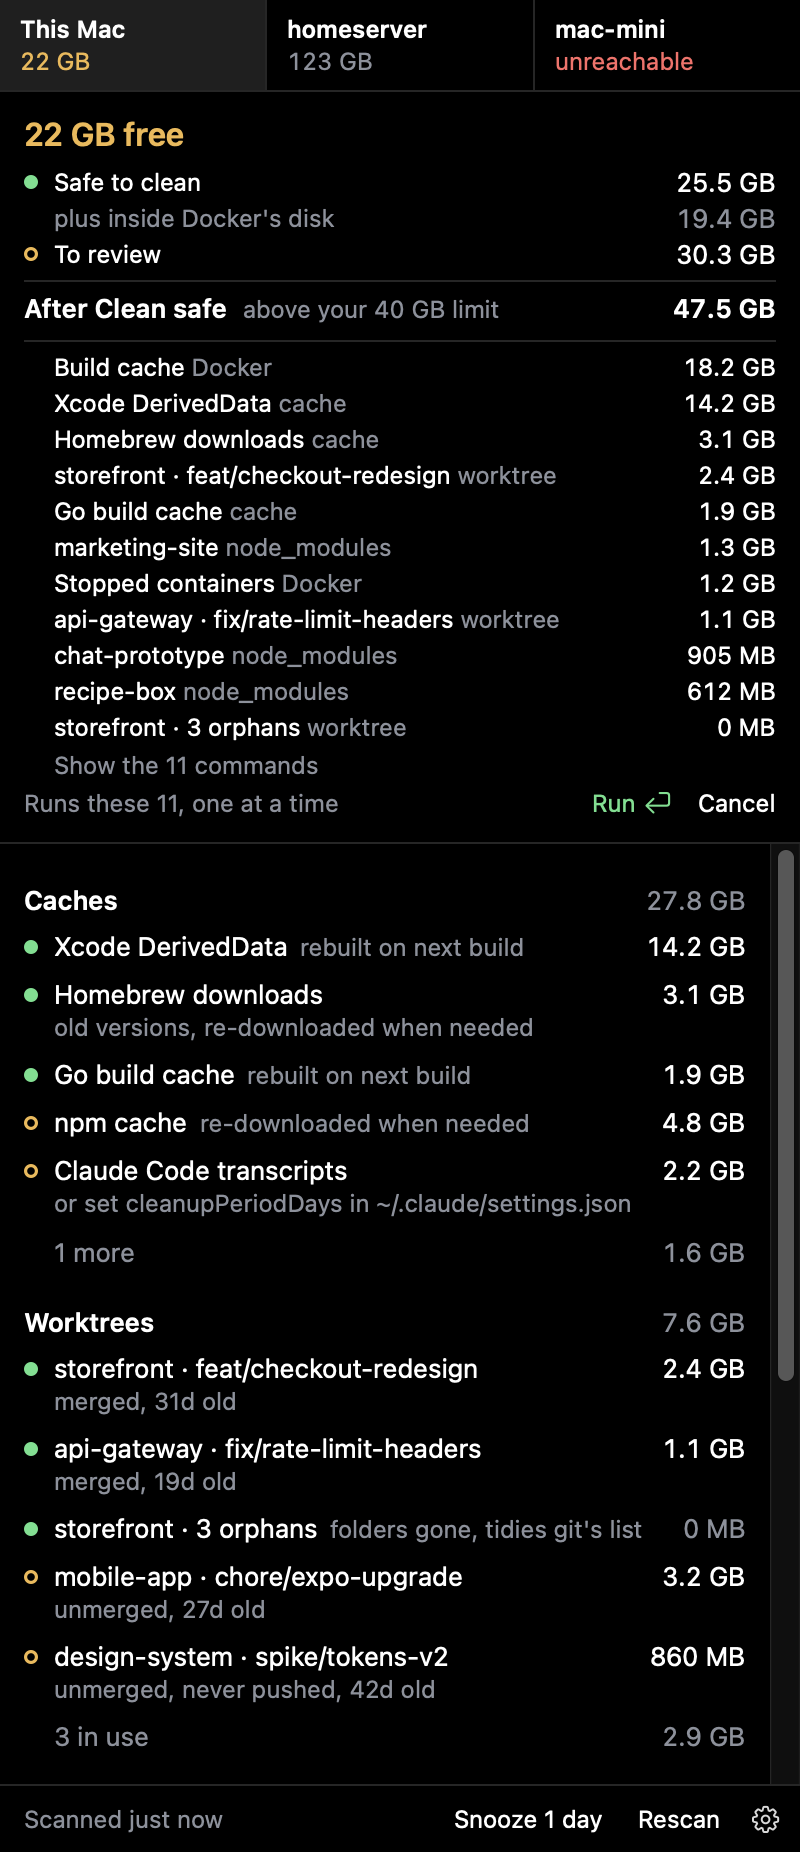 This Mac
22 GB
homeserver
123 GB
mac-mini
unreachable
22 GB free
Safe to clean 25.5 GB
plus inside Docker's disk 19.4 GB
To review 30.3 GB
After Clean safe above your 40 GB limit 47.5 GB
Build cache Docker 18.2 GB
Xcode DerivedData cache 14.2 GB
Homebrew downloads cache 3.1 GB
storefront · feat/checkout-redesign worktree 2.4 GB
Go build cache cache 1.9 GB
marketing-site node_modules 1.3 GB
Stopped containers Docker 1.2 GB
api-gateway · fix/rate-limit-headers worktree 1.1 GB
chat-prototype node_modules 905 MB
recipe-box node_modules 612 MB
storefront · 3 orphans worktree 0 MB
Show the 11 commands
Runs these 11, one at a time Run Cancel
Caches 27.8 GB
Xcode DerivedData rebuilt on next build 14.2 GB
Homebrew downloads 3.1 GB
old versions, re-downloaded when needed
Go build cache rebuilt on next build 1.9 GB
npm cache re-downloaded when needed 4.8 GB
Claude Code transcripts 2.2 GB
or set cleanupPeriodDays in ~/.claude/settings.json
1 more 1.6 GB
Worktrees 7.6 GB
storefront · feat/checkout-redesign 2.4 GB
merged, 31d old
api-gateway · fix/rate-limit-headers 1.1 GB
merged, 19d old
storefront · 3 orphans folders gone, tidies git's list 0 MB
mobile-app · chore/expo-upgrade 3.2 GB
unmerged, 27d old
design-system · spike/tokens-v2 860 MB
unmerged, never pushed, 42d old
3 in use 2.9 GB
Scanned just now Snooze 1 day Rescan